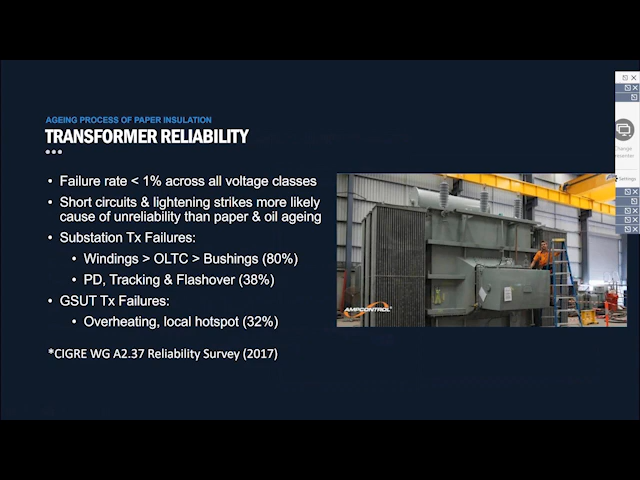 AGEING PROCESS OF PAPER INSULATION
TRANSFORMER RELIABILITY
• Failure rate < 1% across all voltage classes
• Short circuits & lightening strikes more likely
cause of unreliability than paper & oil ageing
• Substation Tx Failures:
• Windings > OLTC > Bushings (80%)
• PD, Tracking & Flashover (38%)
• GSUT Tx Failures:
• Overheating, local hotspot (32%)
*CIGRE WG A2.37 Reliability Survey (2017)
AMPCONTROL
Change
Settings